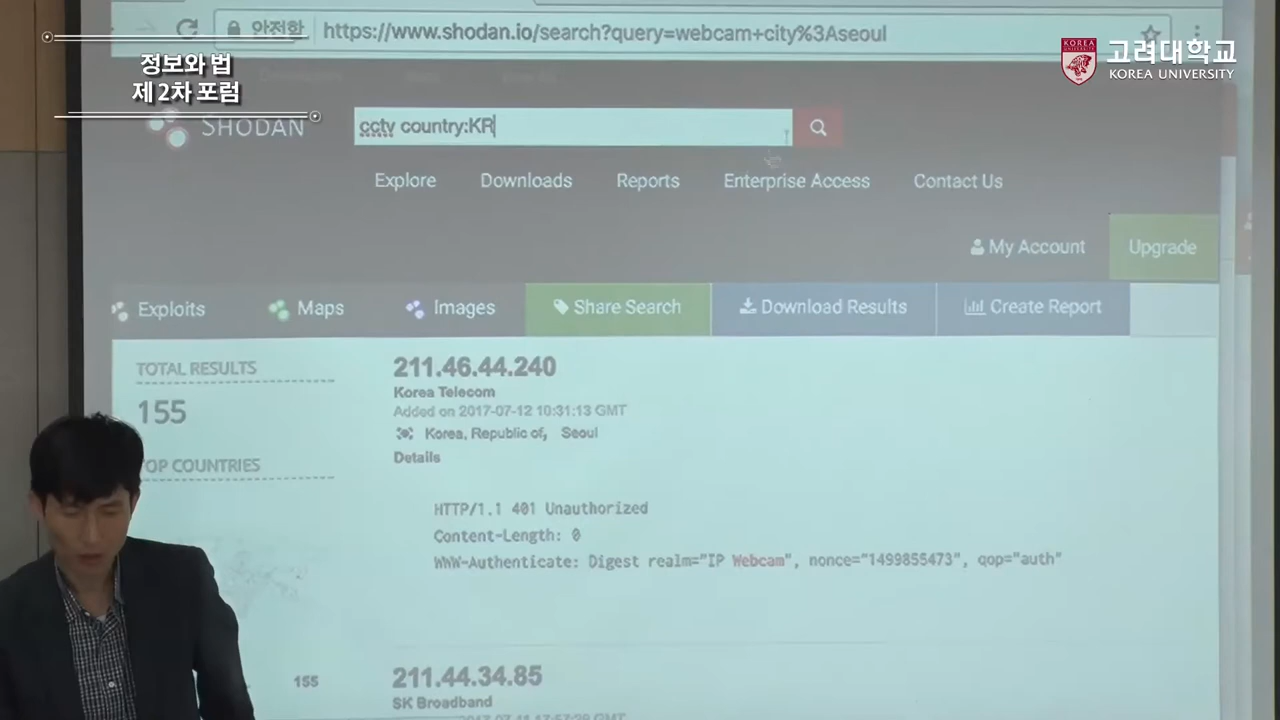 안전함 https://www.shodan.io/search?query=webcam+city%3Aseoul
정보와 법
제 2차 포럼
고려대학교
KOREA UNIVERSITY
SHODAN
cctv country:KR
Explore Downloads Reports Enterprise Access Contact Us
My Account Upgrade
Exploits Maps Images Share Search Download Results Create Report
TOTAL RESULTS
155
TOP COUNTRIES
155
211.46.44.240
Korea Telecom
Added on 2017-07-12 10:31:13 GMT
Korea, Republic of, Seoul
Details
HTTP/1.1 401 Unauthorized
Content-Length: 0
WWW-Authenticate: Digest realm="IP Webcam", nonce="1499855473", qop="auth"
211.44.34.85
SK Broadband